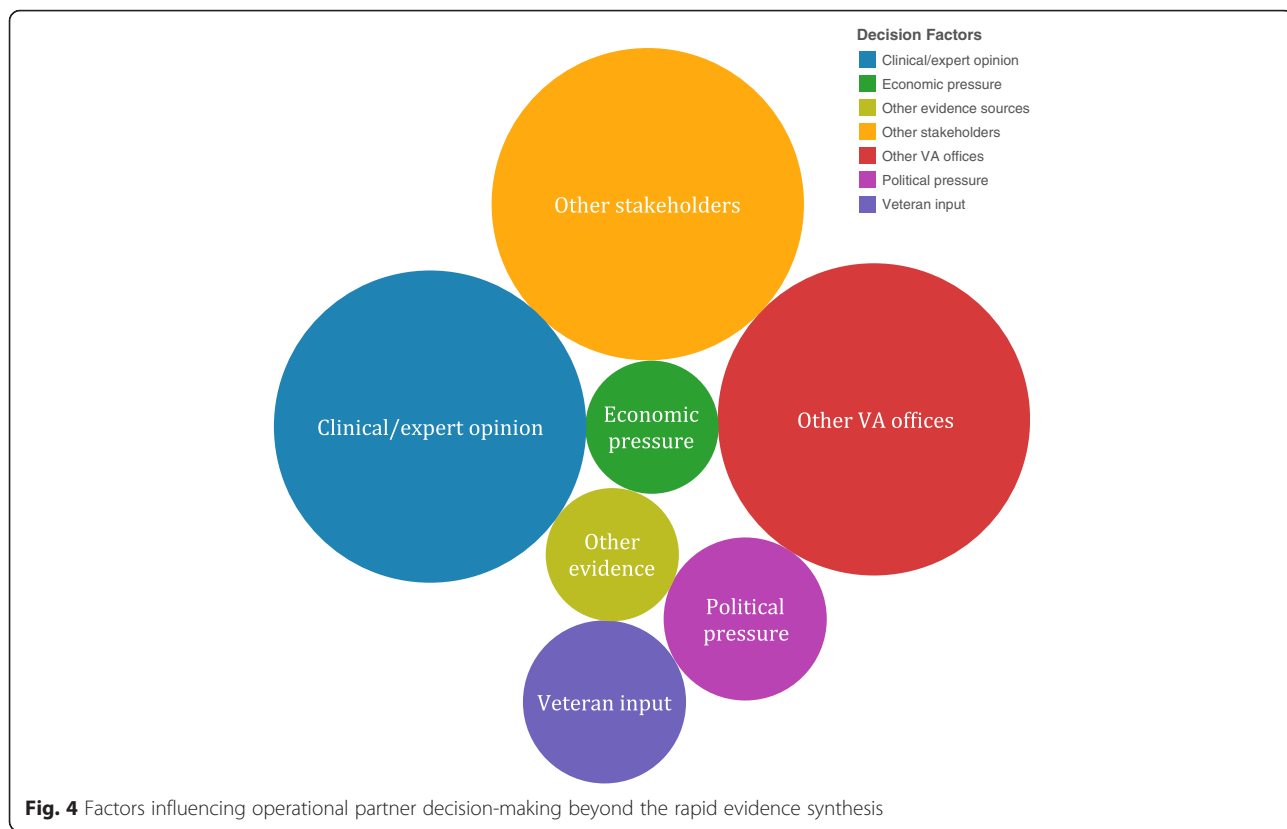 Decision Factors
Clinical/expert opinion
Economic pressure
Other evidence sources
Other stakeholders
Other VA offices
Political pressure
Veteran input
Other stakeholders
Clinical/expert opinion
Economic
pressure
Other VA offices
Other
evidence
Political
pressure
Veteran input
Fig. 4 Factors influencing operational partner decision-making beyond the rapid evidence synthesis